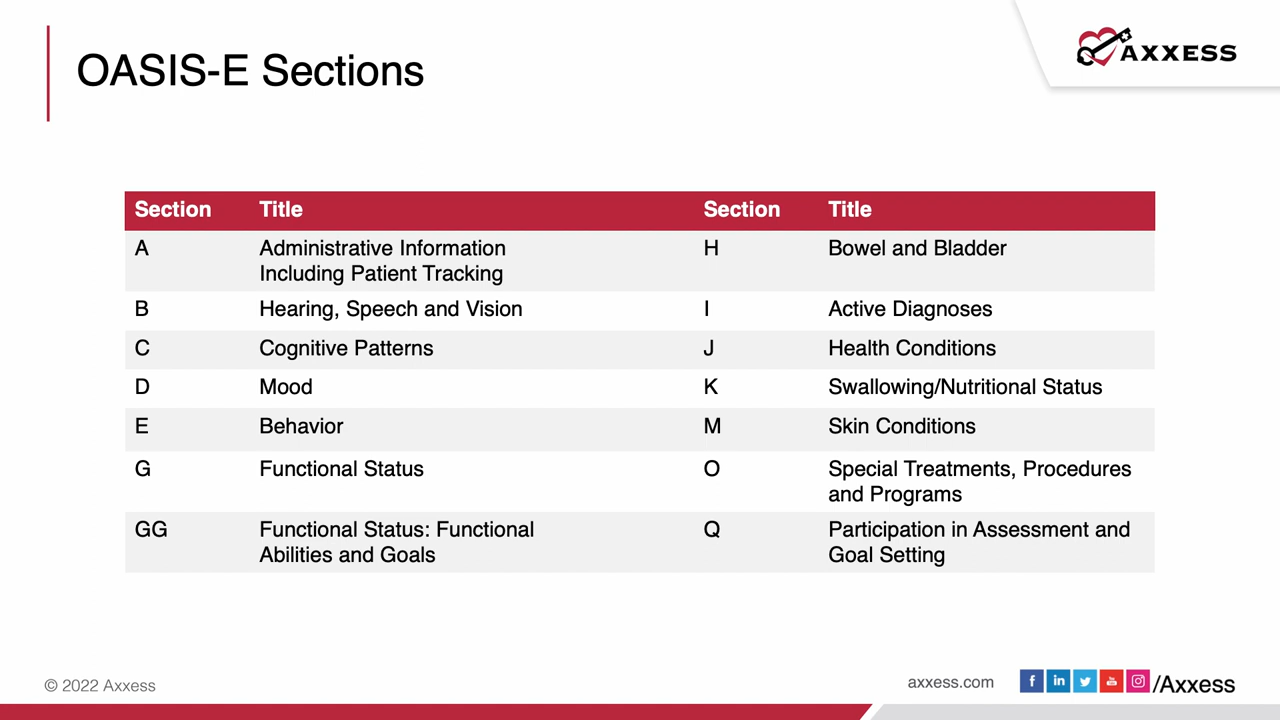 OASIS-E Sections
AXXESS
Section Title Section Title
A Administrative Information H Bowel and Bladder
Including Patient Tracking
B Hearing, Speech and Vision I Active Diagnoses
C Cognitive Patterns J Health Conditions
D Mood K Swallowing/Nutritional Status
E Behavior M Skin Conditions
G Functional Status O Special Treatments, Procedures
and Programs
GG Functional Status: Functional Q Participation in Assessment and
Abilities and Goals Goal Setting
© 2022 Axxess
axxess.com /Axxess